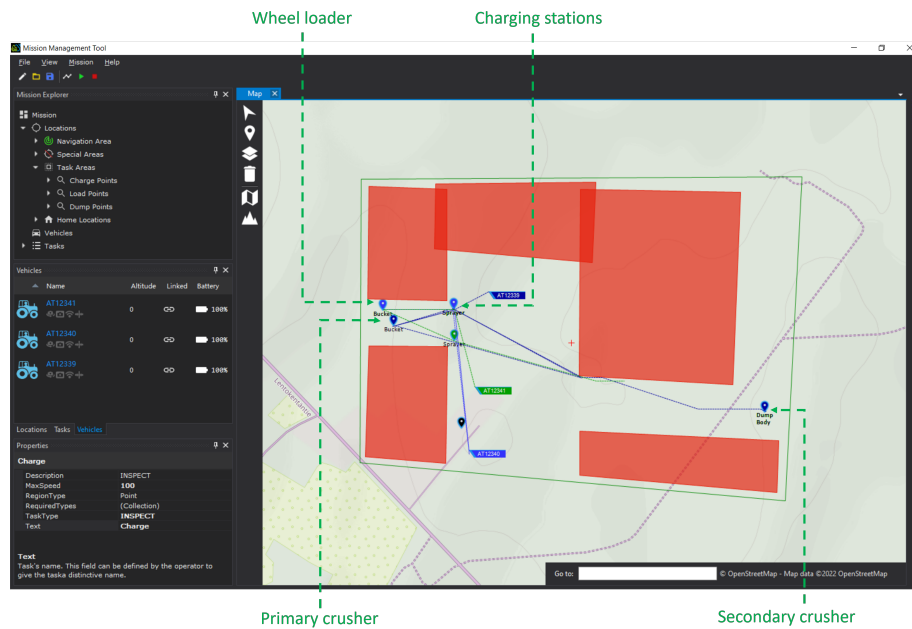 Wheel loader
Charging stations
Mission Management Tool
File View Mission Help
Mission Explorer
Mission
Locations
Navigation Area
Special Areas
Task Areas
Charge Points
Load Points
Dump Points
Home Locations
Vehicles
Tasks
Vehicles
Name Altitude Linked Battery
AT12341
0 100%
AT12340
0 100%
AT12339
0 100%
Locations Tasks Vehicles
Properties
Charge
Description INSPECT
MaxSpeed 100
RegionType Point
RequiredTypes (Collection)
TaskType INSPECT
Text Charge
Text
Task's name. This field can be defined by the operator to
give the taska distinctive name.
Map
AT12339
Bucket
Sprayer
Bucket
Sprayer
AT12341
Dump
Body
AT12340
Lentokentäntie
Go to:
© OpenStreetMap - Map data ©2022 OpenStreetMap
Primary crusher
Secondary crusher